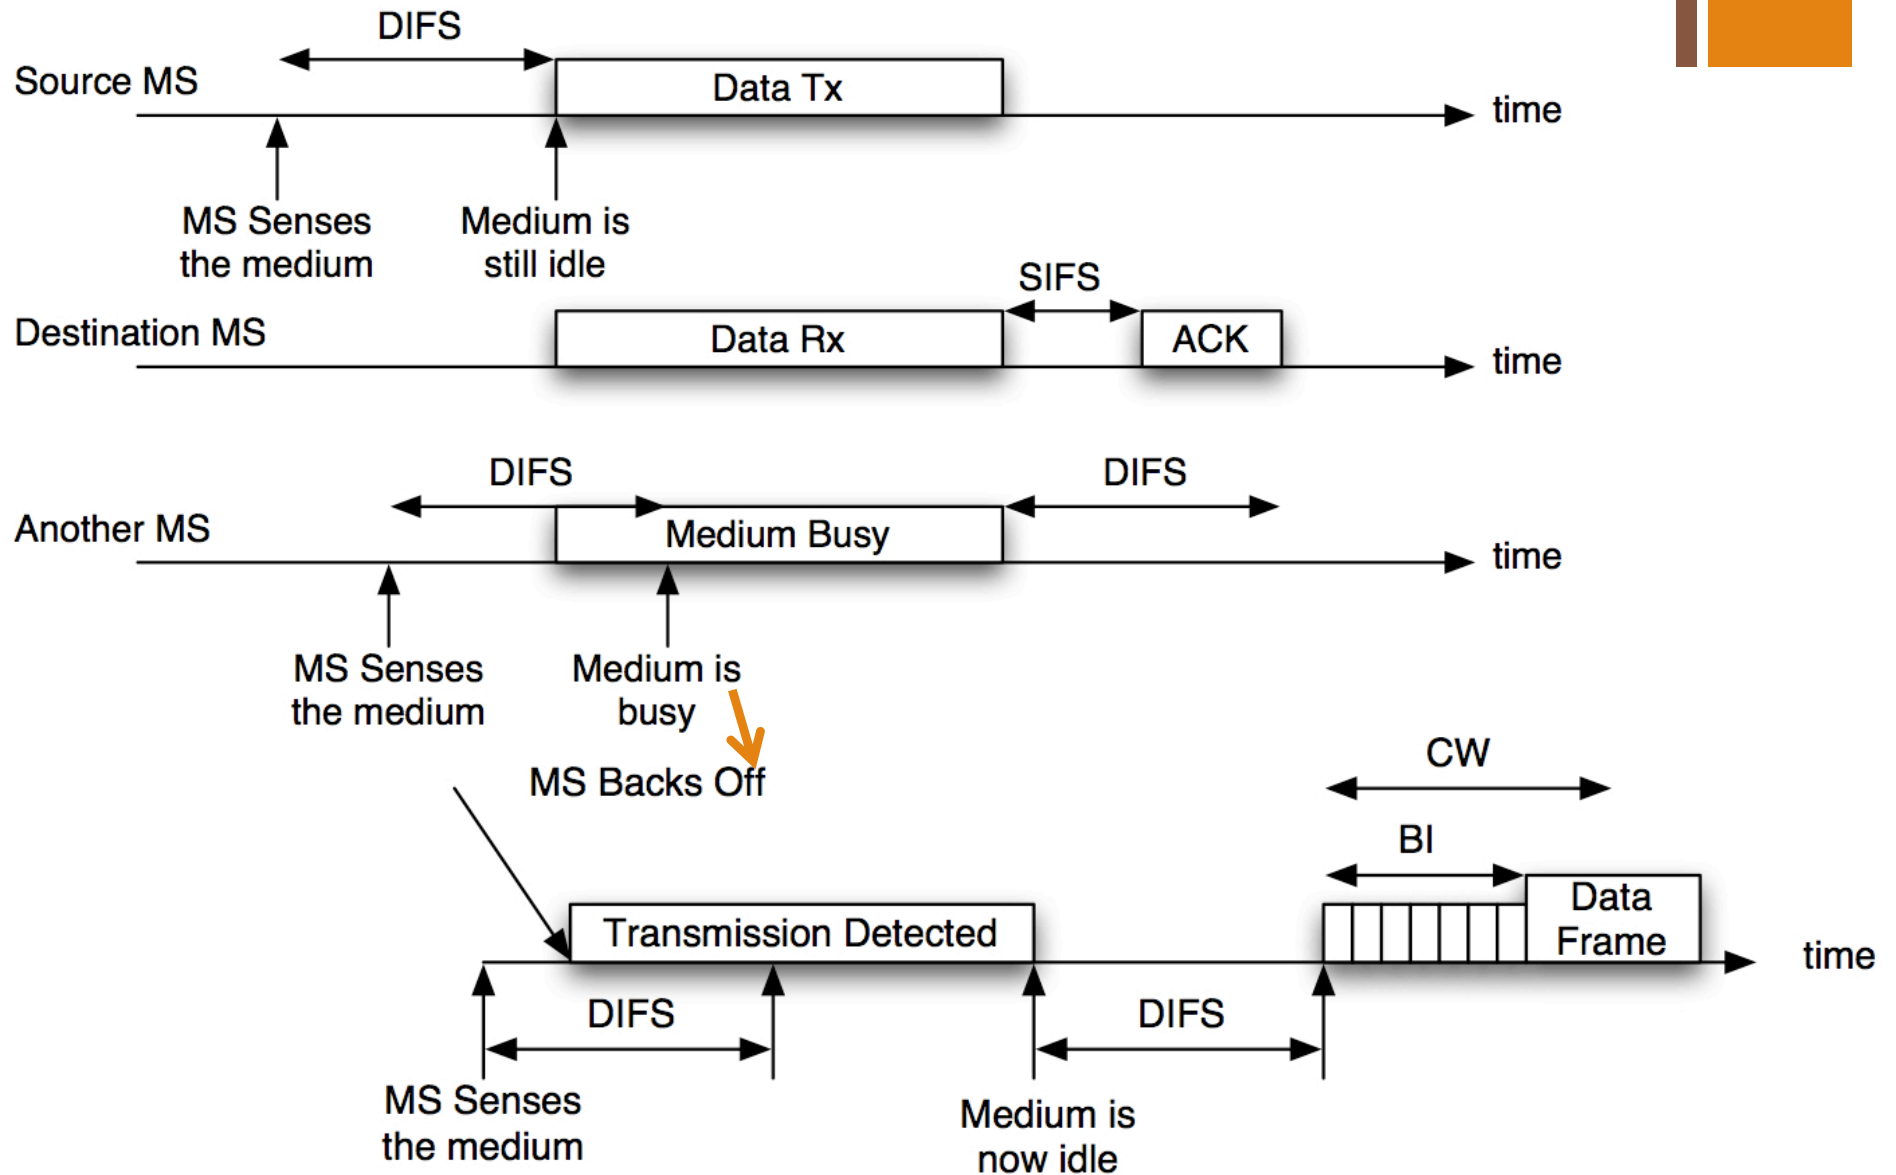 DIFS
Source MS
Data Tx
time
MS Senses
the medium
Medium is
still idle
SIFS
Destination MS
Data Rx
ACK
time
DIFS
DIFS
Another MS
Medium Busy
time
MS Senses
the medium
Medium is
busy
MS Backs Off
CW
BI
Transmission Detected
Data
Frame
time
DIFS
DIFS
MS Senses
the medium
Medium is
now idle